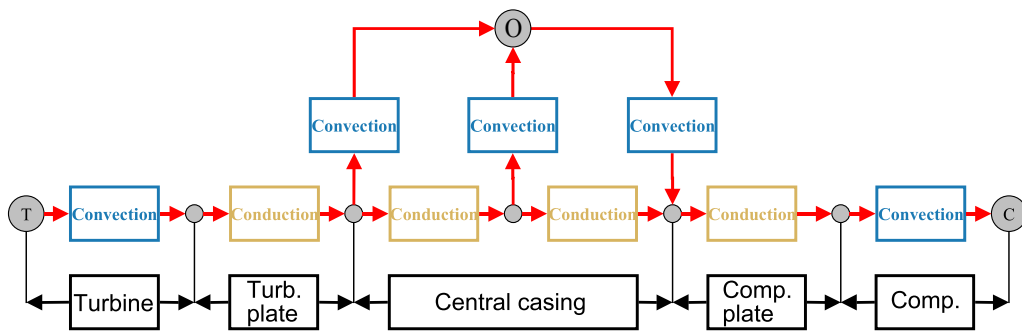 O
Convection
Convection
Convection
T
Convection
Conduction
Conduction
Conduction
Conduction
Convection
C
Turbine
Turb.
plate
Central casing
Comp.
plate
Comp.